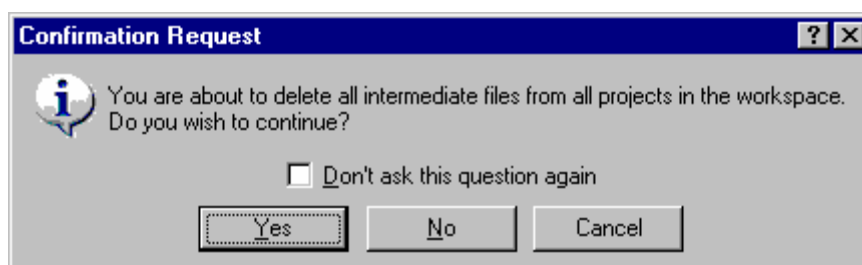 Confirmation Request
You are about to delete all intermediate files from all projects in the workspace.
Do you wish to continue?
Don't ask this question again
Yes No Cancel